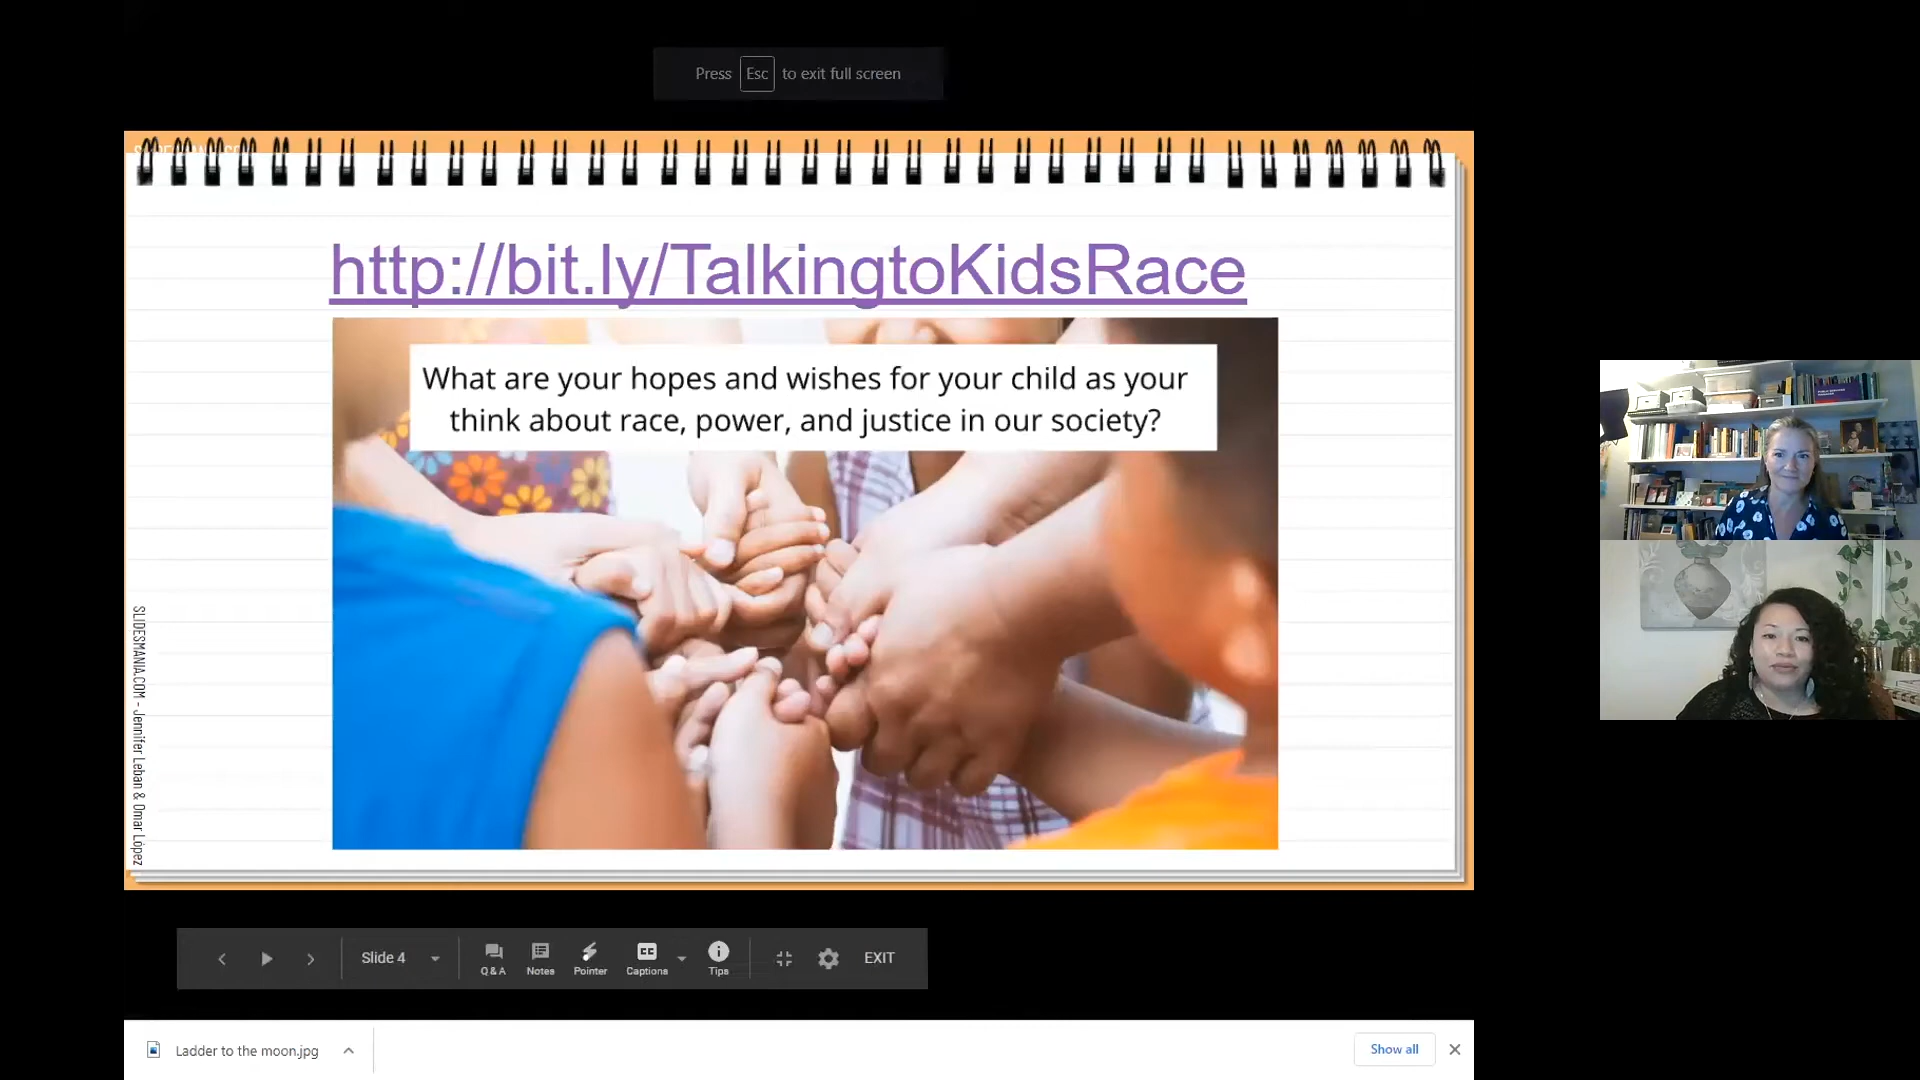 Press Esc to exit full screen
http://bit.ly/TalkingtoKidsRace
What are your hopes and wishes for your child as your
think about race, power, and justice in our society?
SLIDESMANIA.COM - Jennifer Leban & Omar López
Slide 4
Q & A
Notes
Pointer
CC
Captions
Tips
EXIT
Ladder to the moon.jpg
Show all